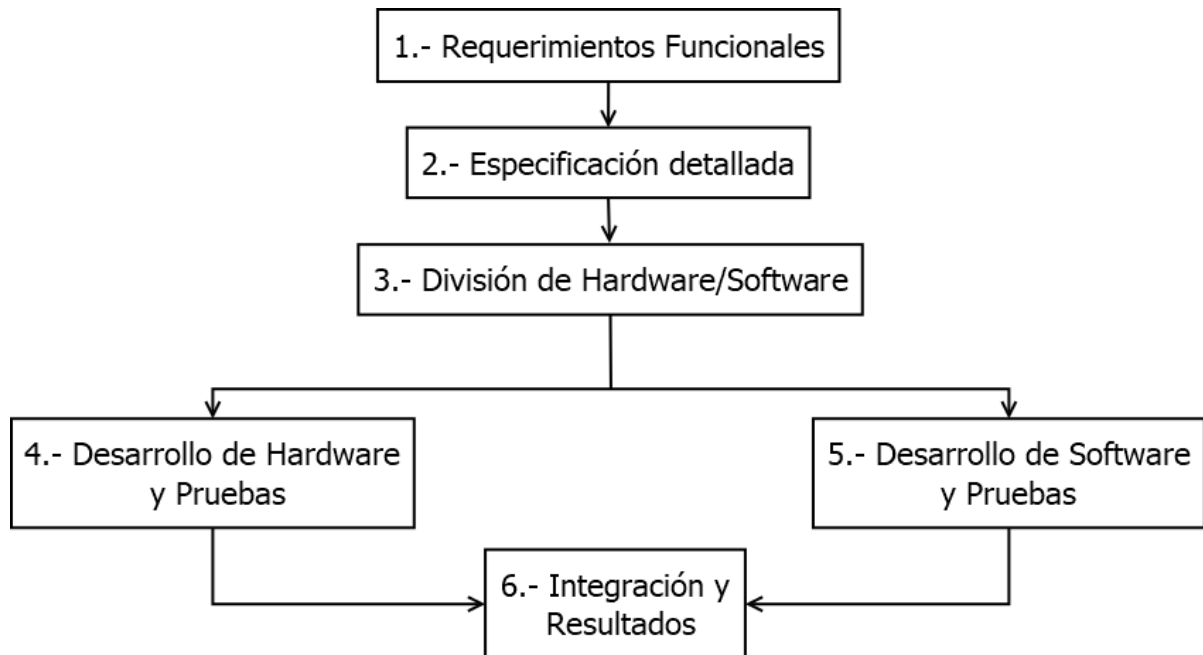 1.- Requerimientos Funcionales
2.- Especificación detallada
3.- División de Hardware/Software
4.- Desarrollo de Hardware
y Pruebas
5.- Desarrollo de Software
y Pruebas
6.- Integración y
Resultados